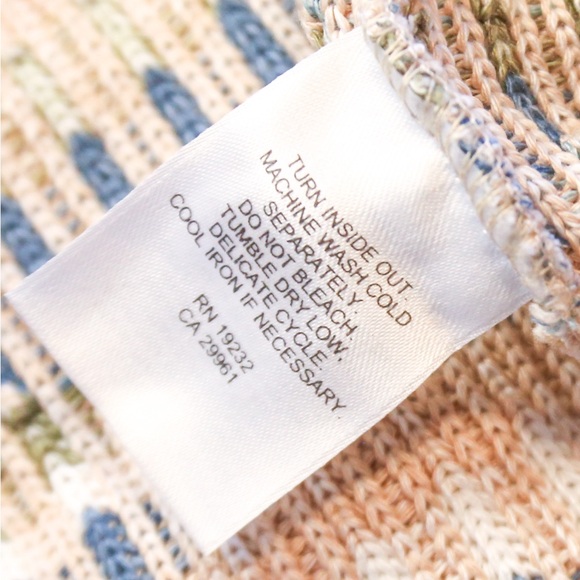 TURN INSIDE OUT.
MACHINE WASH COLD
SEPARATELY.
DO NOT BLEACH,
TUMBLE DRY LOW.
DELICATE CYCLE.
COOL IRON IF NECESSARY.
RN 19232
CA 29961